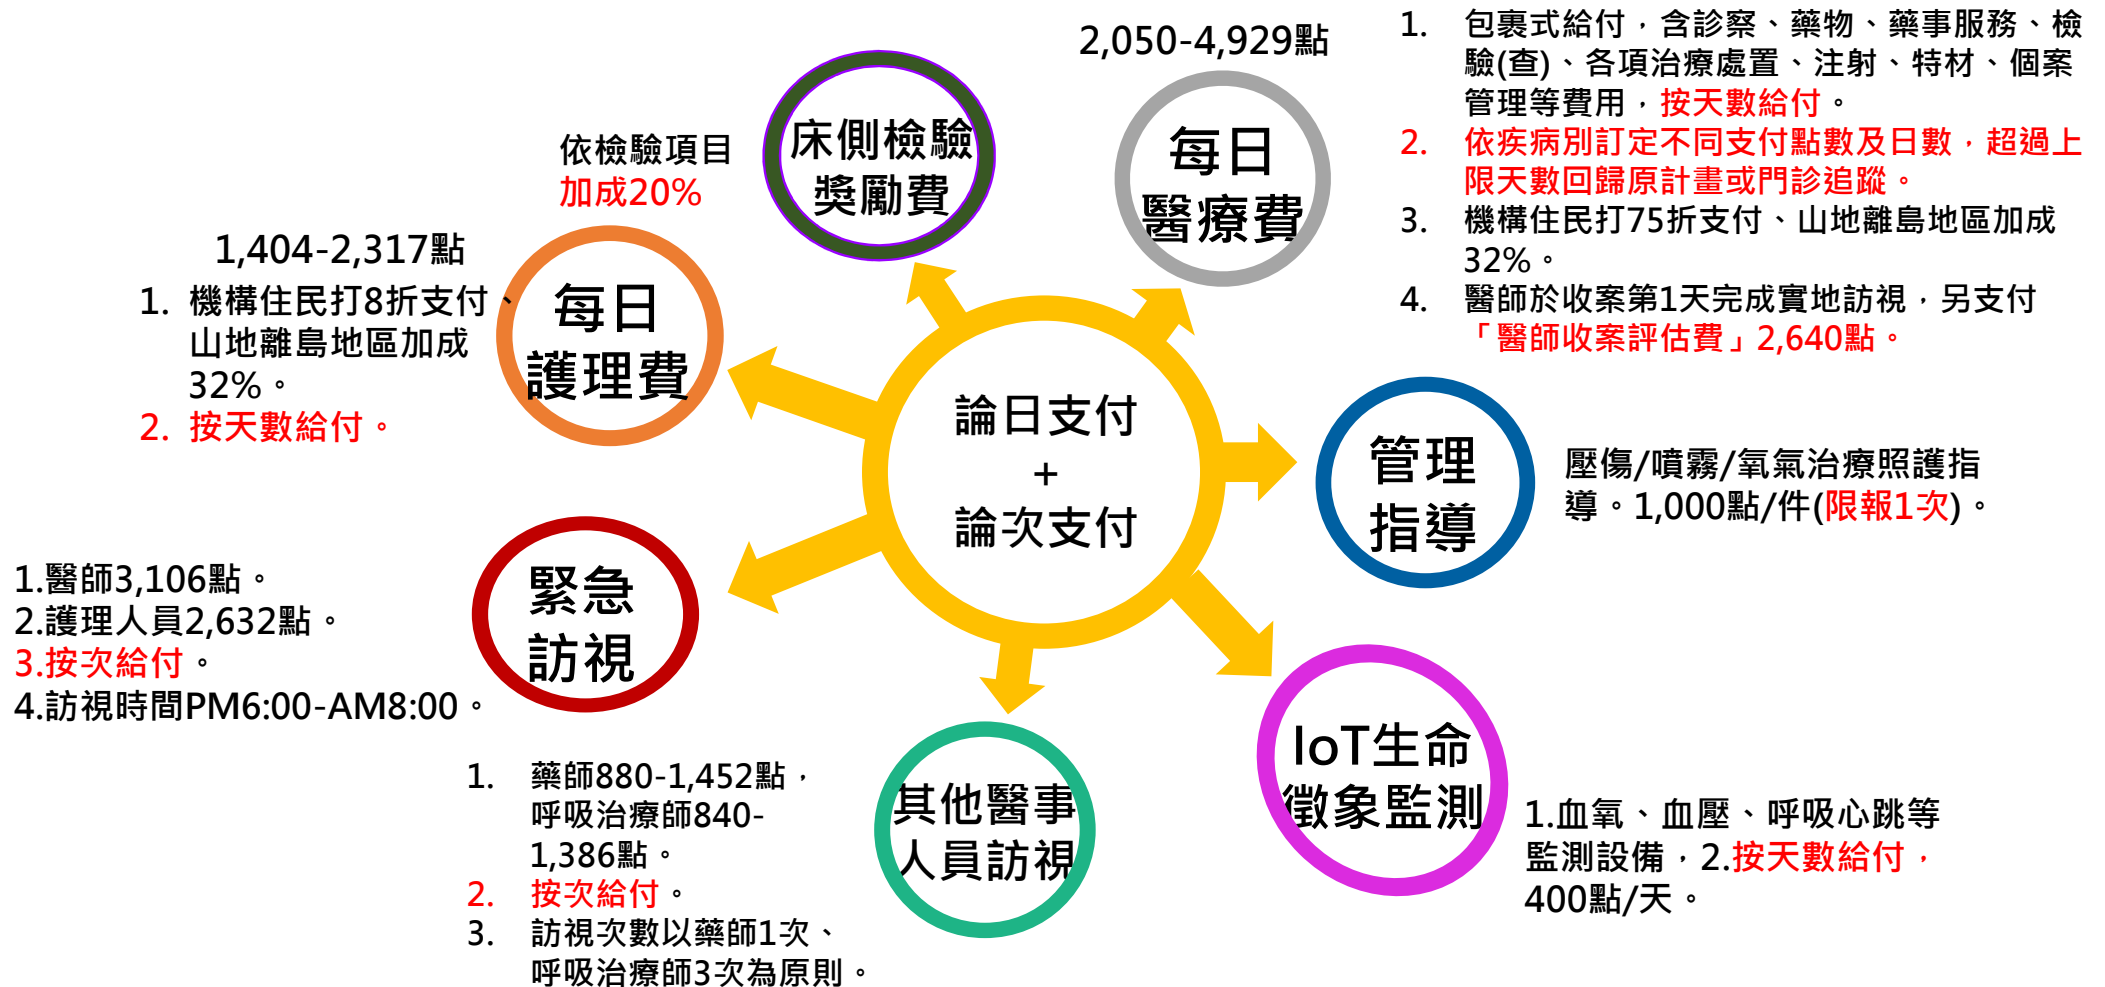 2,050-4,929點
1. 包裹式給付，含診察、藥物、藥事服務、檢
驗(查)、各項治療處置、注射、特材、個案
管理等費用，按天數給付。
2. 依疾病別訂定不同支付點數及日數，超過上
限天數回歸原計畫或門診追蹤。
3. 機構住民打75折支付、山地離島地區加成
32%。
4. 醫師於收案第1天完成實地訪視，另支付
「醫師收案評估費」2,640點。
每日
醫療費
床側檢驗
獎勵費
依檢驗項目
加成20%
1,404-2,317點
1. 機構住民打8折支付、
山地離島地區加成
32%。
2. 按天數給付。
每日
護理費
論日支付
+
論次支付
管理
指導
壓傷/噴霧/氧氣治療照護指
導。1,000點/件(限報1次)。
緊急
訪視
1.醫師3,106點。
2.護理人員2,632點。
3.按次給付。
4.訪視時間PM6:00-AM8:00。
IoT生命
徵象監測
1.血氧、血壓、呼吸心跳等
監測設備，2.按天數給付，
400點/天。
其他醫事
人員訪視
1. 藥師880-1,452點，
呼吸治療師840-
1,386點。
2. 按次給付。
3. 訪視次數以藥師1次、
呼吸治療師3次為原則。